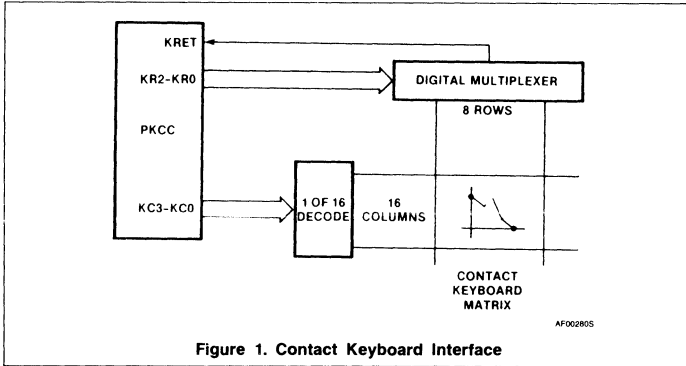 KRET
KR2-KR0
DIGITAL MULTIPLEXER
8 ROWS
PKCC
KC3-KC0
1 OF 16
DECODE
16
COLUMNS
CONTACT
KEYBOARD
MATRIX
AF00280S
Figure 1. Contact Keyboard Interface